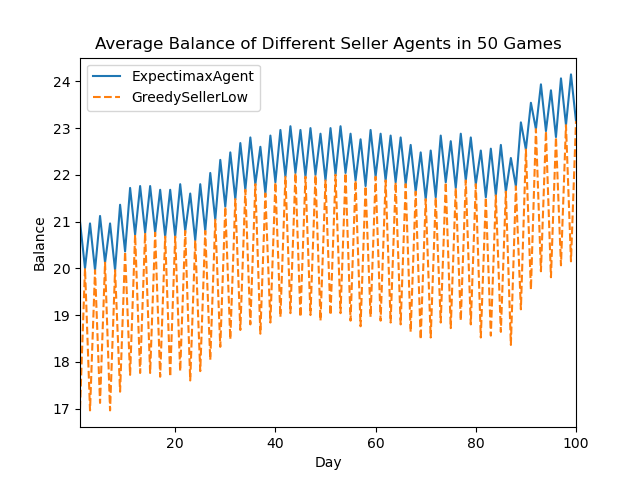 Average Balance of Different Seller Agents in 50 Games
ExpectimaxAgent
GreedySellerLow
24
23
22
21
20
19
18
17
Balance
20
40
60
80
100
Day